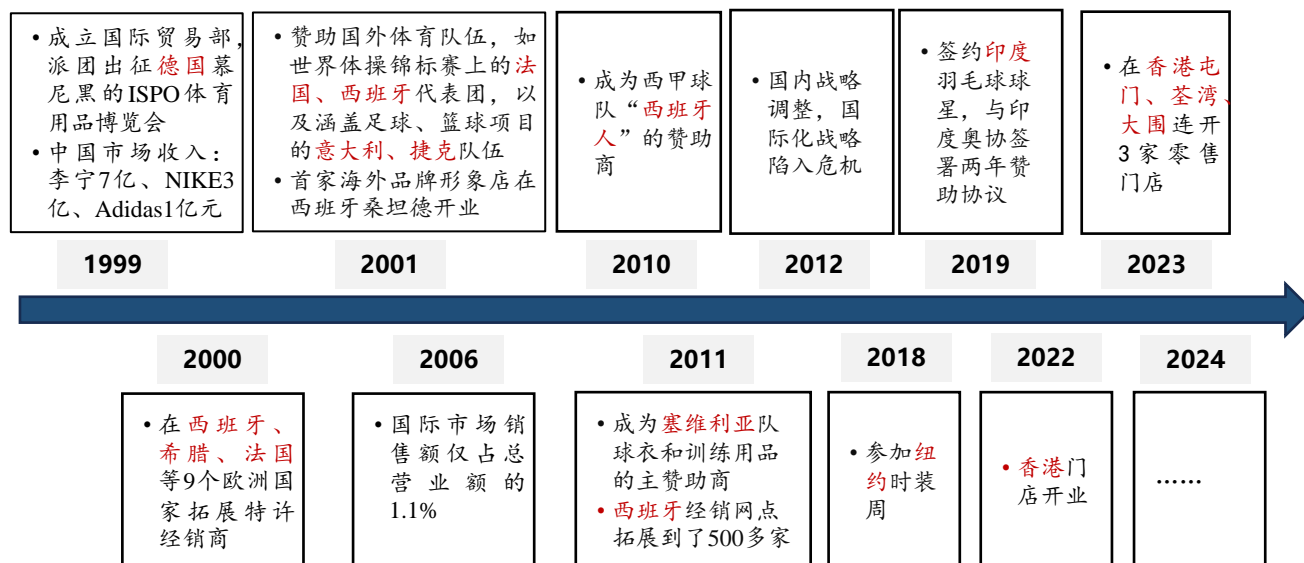 • 成立国际贸易部,
派团出征德国慕
尼黑的ISPO体育
用品博览会
• 中国市场收入：
李宁7亿、NIKE3
亿、Adidas1亿元
• 赞助国外体育队伍，如
世界体操锦标赛上的法
国、西班牙代表团，以
及涵盖足球、篮球项目
的意大利、捷克队伍
• 首家海外品牌形象店在
西班牙桑坦德开业
• 成为西甲球
队“西班牙
人”的赞助
商
• 国内战略
调整，国
际化战略
陷入危机
• 签约印度
羽毛球球
星，与印
度奥协签
署两年赞
助协议
• 在香港屯
门、荃湾、
大围连开
3家零售
门店
1999
2001
2010
2012
2019
2023
2000
2006
2011
2018
2022
2024
• 在西班牙、
希腊、法国
等9个欧洲国
家拓展特许
经销商
• 国际市场销
售额仅占总
营业额的
1.1%
• 成为塞维利亚队
球衣和训练用品
的主赞助商
• 西班牙经销网点
拓展到了500多家
• 参加纽
约时装
周
• 香港门
店开业
• ……